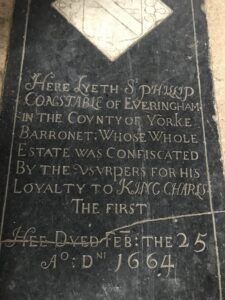 HERE LYETH Sr PHILLIP
CONSTABLE OF EVERINGHAM
IN THE COVNTY OF YORKE
BARRONET; WHOSE WHOLE
ESTATE WAS CONFISCATED
BY THE VSVRPERS FOR HIS
LOYALTY TO KING CHARLS
THE FIRST
HEE DYED FEB: THE 25
Ao: DNI 1664